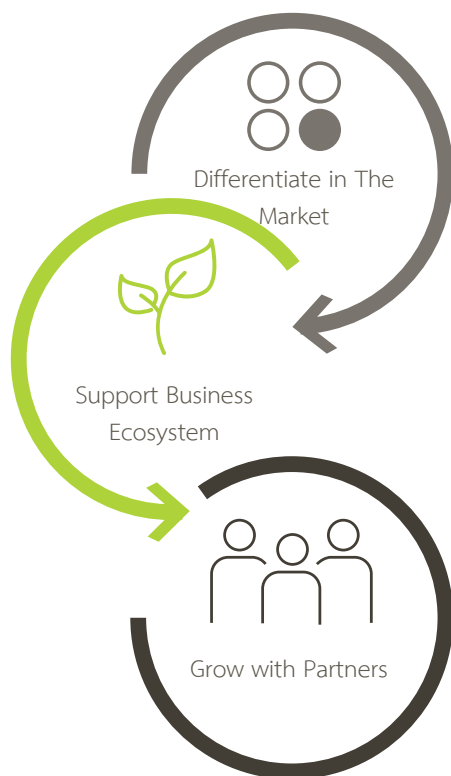 Differentiate in The
Market
Support Business
Ecosystem
Grow with Partners